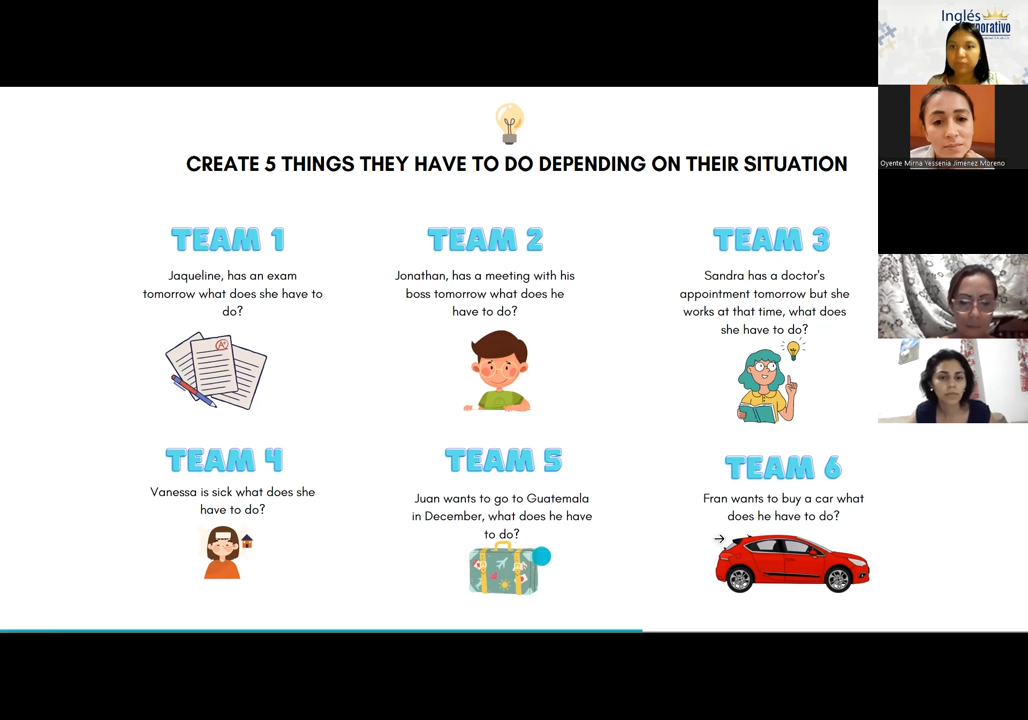 Inglés
CREATE 5 THINGS THEY HAVE TO DO DEPENDING ON THEIR SITUATION
Oyente Mirna Yessenia Jimenez Moreno
TEAM 1
Jaqueline, has an exam
tomorrow what does she have to
do?
TEAM 2
Jonathan, has a meeting with his
boss tomorrow what does he
have to do?
TEAM 3
Sandra has a doctor's
appointment tomorrow but she
works at that time, what does
she have to do?
A+
TEAM 4
Vanessa is sick what does she
have to do?
TEAM 5
Juan wants to go to Guatemala
in December, what does he have
to do?
TEAM 6
Fran wants to buy a car what
does he have to do?